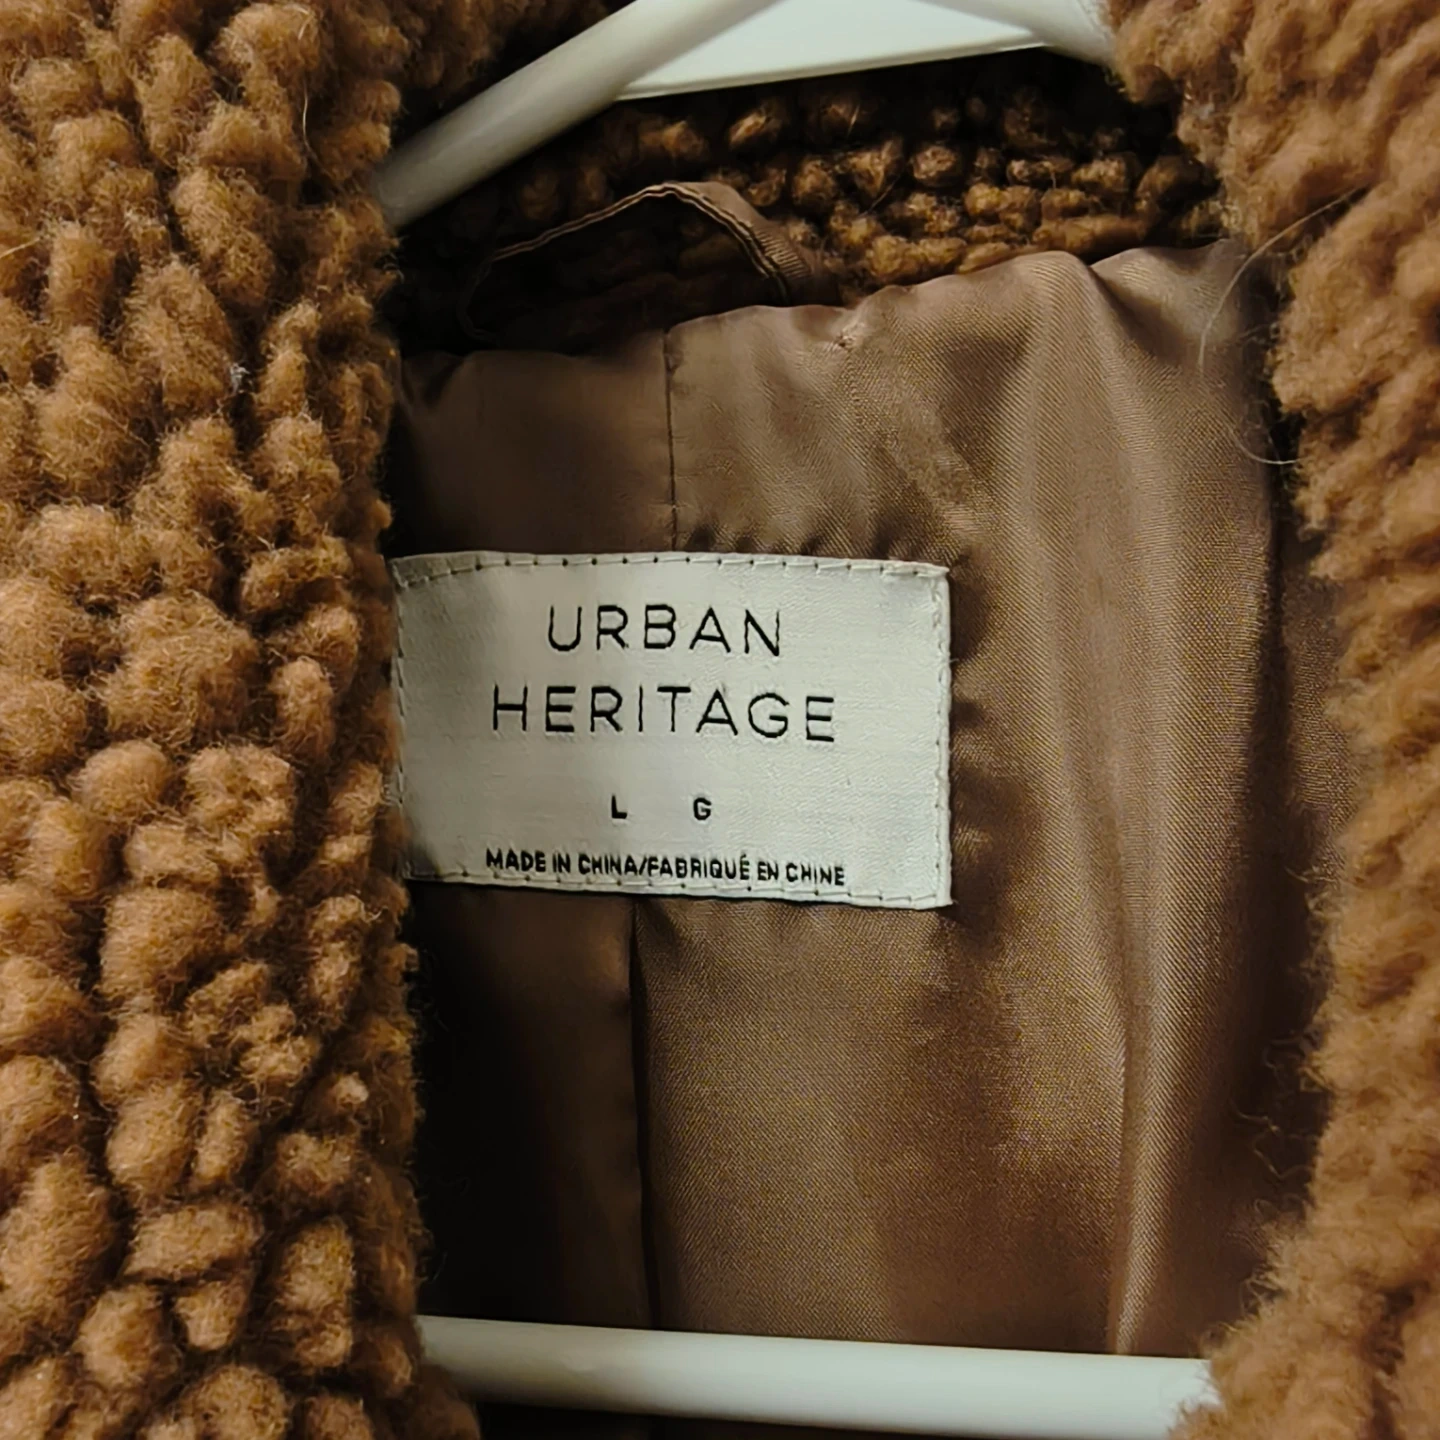 URBAN
HERITAGE
L G
MADE IN CHINA/FABRIQUÉ EN CHINE